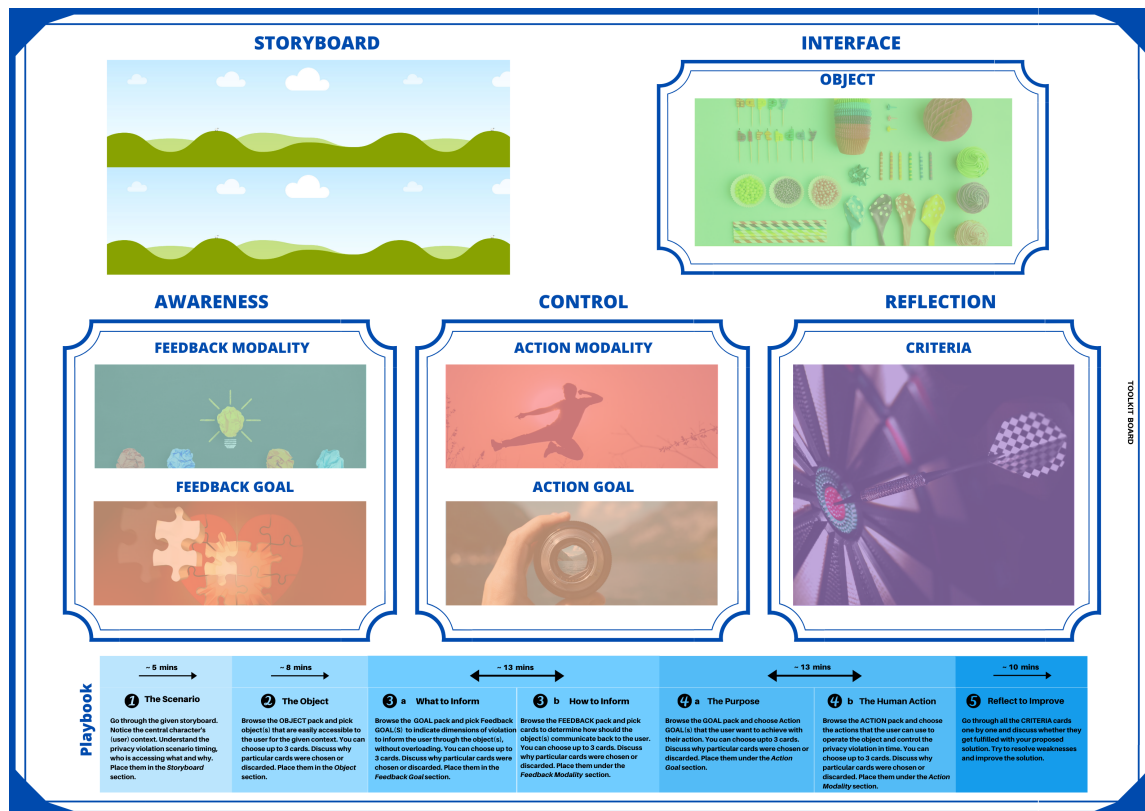 STORYBOARD
INTERFACE
OBJECT
AWARENESS
CONTROL
REFLECTION
FEEDBACK MODALITY
ACTION MODALITY
CRITERIA
FEEDBACK GOAL
ACTION GOAL
TOOLKIT BOARD
Playbook
~ 5 mins
1 The Scenario
Go through the given storyboard.
Notice the central character's
(user) context. Understand the
privacy violation scenario timing,
who is accessing what and why.
Place them in the Storyboard
section.
~ 8 mins
2 The Object
Browse the OBJECT pack and pick
object(s) that are easily accessible to
the user for the given context. You can
choose up to 3 cards. Discuss why
particular cards were chosen or
discarded. Place them in the Object
section.
~ 13 mins
3 a What to Inform
Browse the GOAL pack and pick Feedback
GOAL(S) to indicate dimensions of violation
to inform the user through the object(s),
without overloading. You can choose up to
3 cards. Discuss why particular cards were
chosen or discarded. Place them in the
Feedback Goal section.
3 b How to Inform
Browse the FEEDBACK pack and pick
cards to determine how should the
object(s) communicate back to the user.
You can choose upto 3 cards. Discuss
why particular cards were chosen or
discarded. Place them under the
Feedback Modality section.
~ 13 mins
4 a The Purpose
Browse the GOAL pack and choose Action
GOAL(s) that the user want to achieve with
their action. You can choose upto 3 cards.
Discuss why particular cards were chosen or
discarded. Place them under the Action
Goal section.
4 b The Human Action
Browse the ACTION pack and choose
the actions that the user can use to
operate the object and control the
privacy violation in time. You can
choose up to 3 cards. Discuss why
particular cards were chosen or
discarded. Place them under the Action
Modality section.
~ 10 mins
5 Reflect to Improve
Go through all the CRITERIA cards
one by one and discuss whether they
get fulfilled with your proposed
solution. Try to resolve weaknesses
and improve the solution.